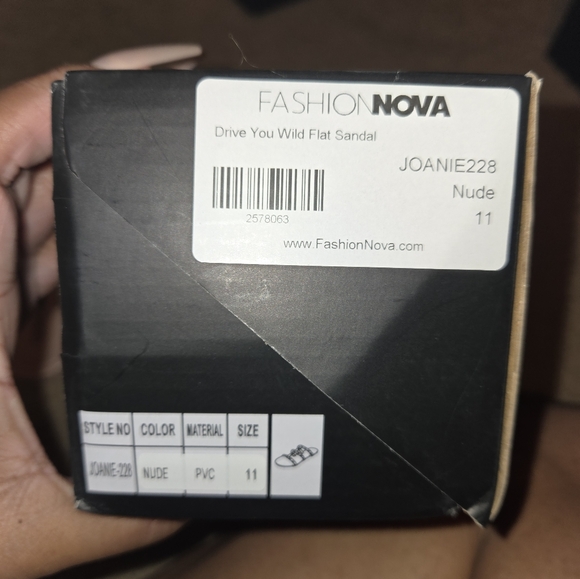 FASHIONNOVA
Drive You Wild Flat Sandal
JOANIE228
Nude
2578063
11
www.FashionNova.com
STYLE NO COLOR MATERIAL SIZE
JOANIE-228 NUDE PVC 11